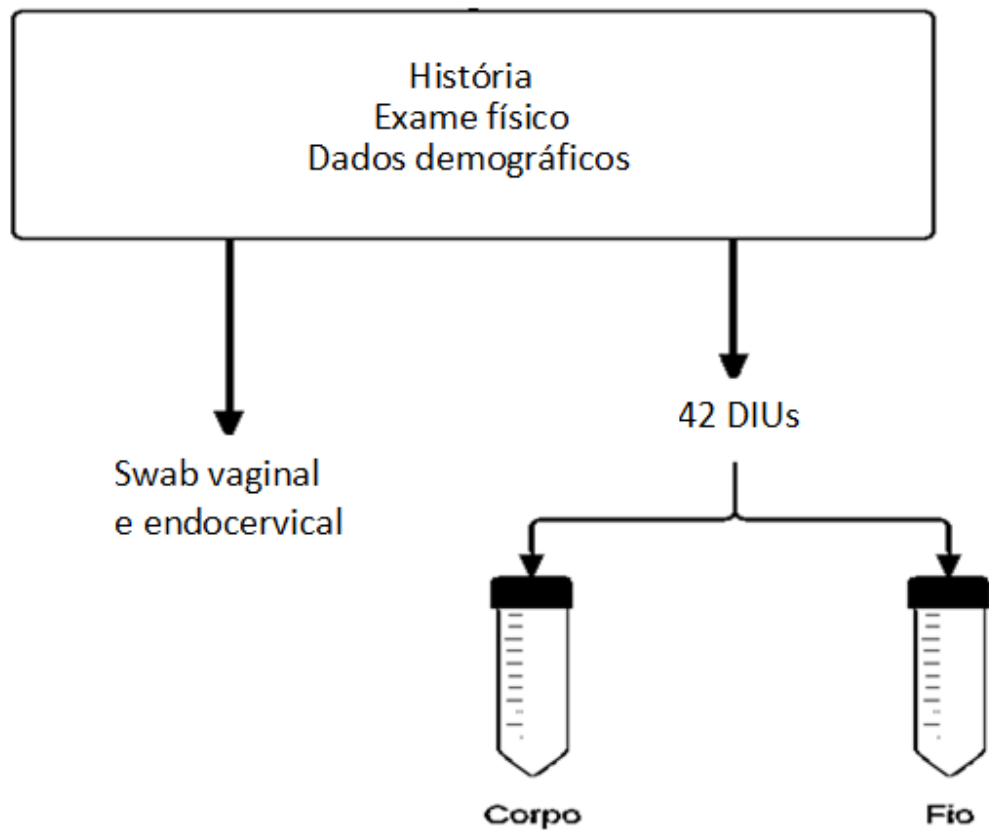 História
Exame físico
Dados demográficos
42 DIUs
Swab vaginal
e endocervical
Corpo
Fio